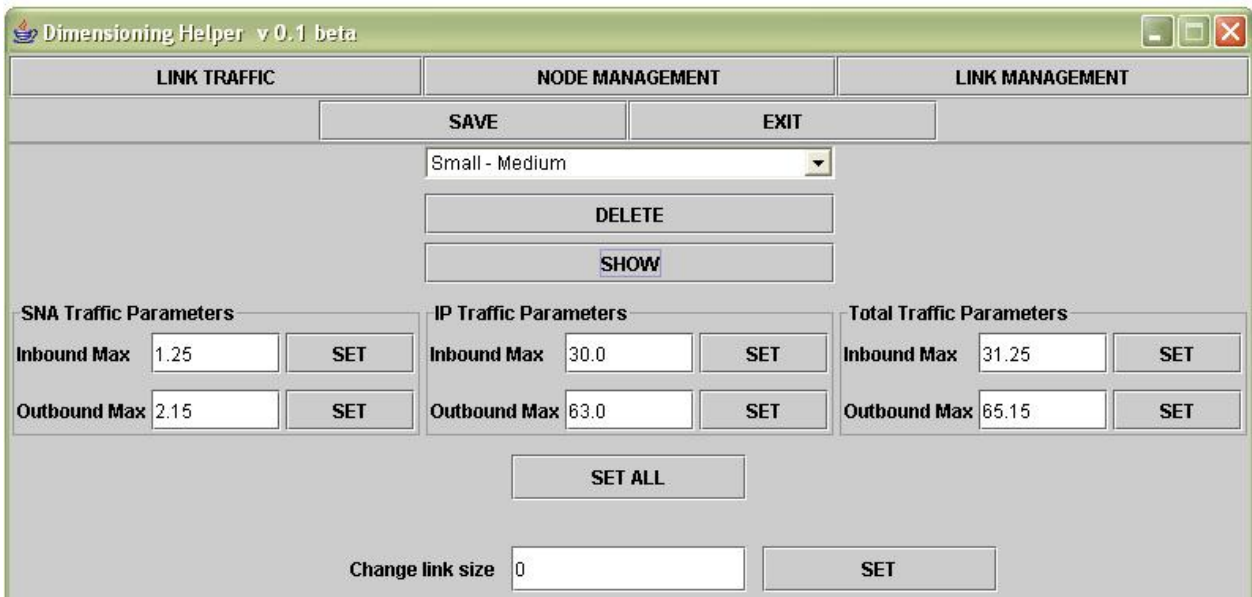 Dimensioning Helper v 0.1 beta
LINK TRAFFIC NODE MANAGEMENT LINK MANAGEMENT
SAVE EXIT
Small - Medium
DELETE
SHOW
SNA Traffic Parameters IP Traffic Parameters Total Traffic Parameters
Inbound Max 1.25 SET Inbound Max 30.0 SET Inbound Max 31.25 SET
Outbound Max 2.15 SET Outbound Max 63.0 SET Outbound Max 65.15 SET
SET ALL
Change link size 0 SET